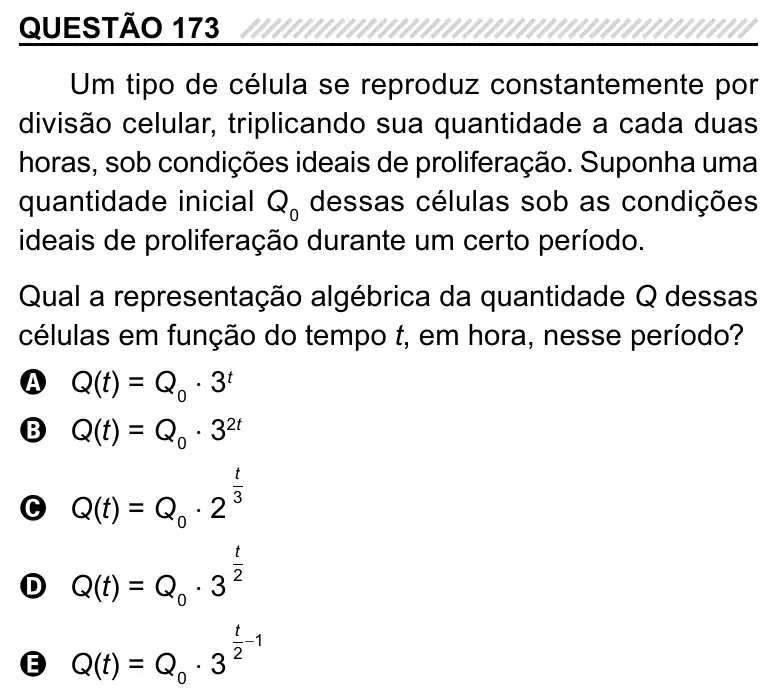 QUESTÃO 173
Um tipo de célula se reproduz constantemente por
divisão celular, triplicando sua quantidade a cada duas
horas, sob condições ideais de proliferação. Suponha uma
quantidade inicial Q₀ dessas células sob as condições
ideais de proliferação durante um certo período.
Qual a representação algébrica da quantidade Q dessas
células em função do tempo t, em hora, nesse período?
A Q(t) = Q₀ · 3^t
B Q(t) = Q₀ · 3^(2t)
C Q(t) = Q₀ · 2^(t/3)
D Q(t) = Q₀ · 3^(t/2)
E Q(t) = Q₀ · 3^(t/2–1)